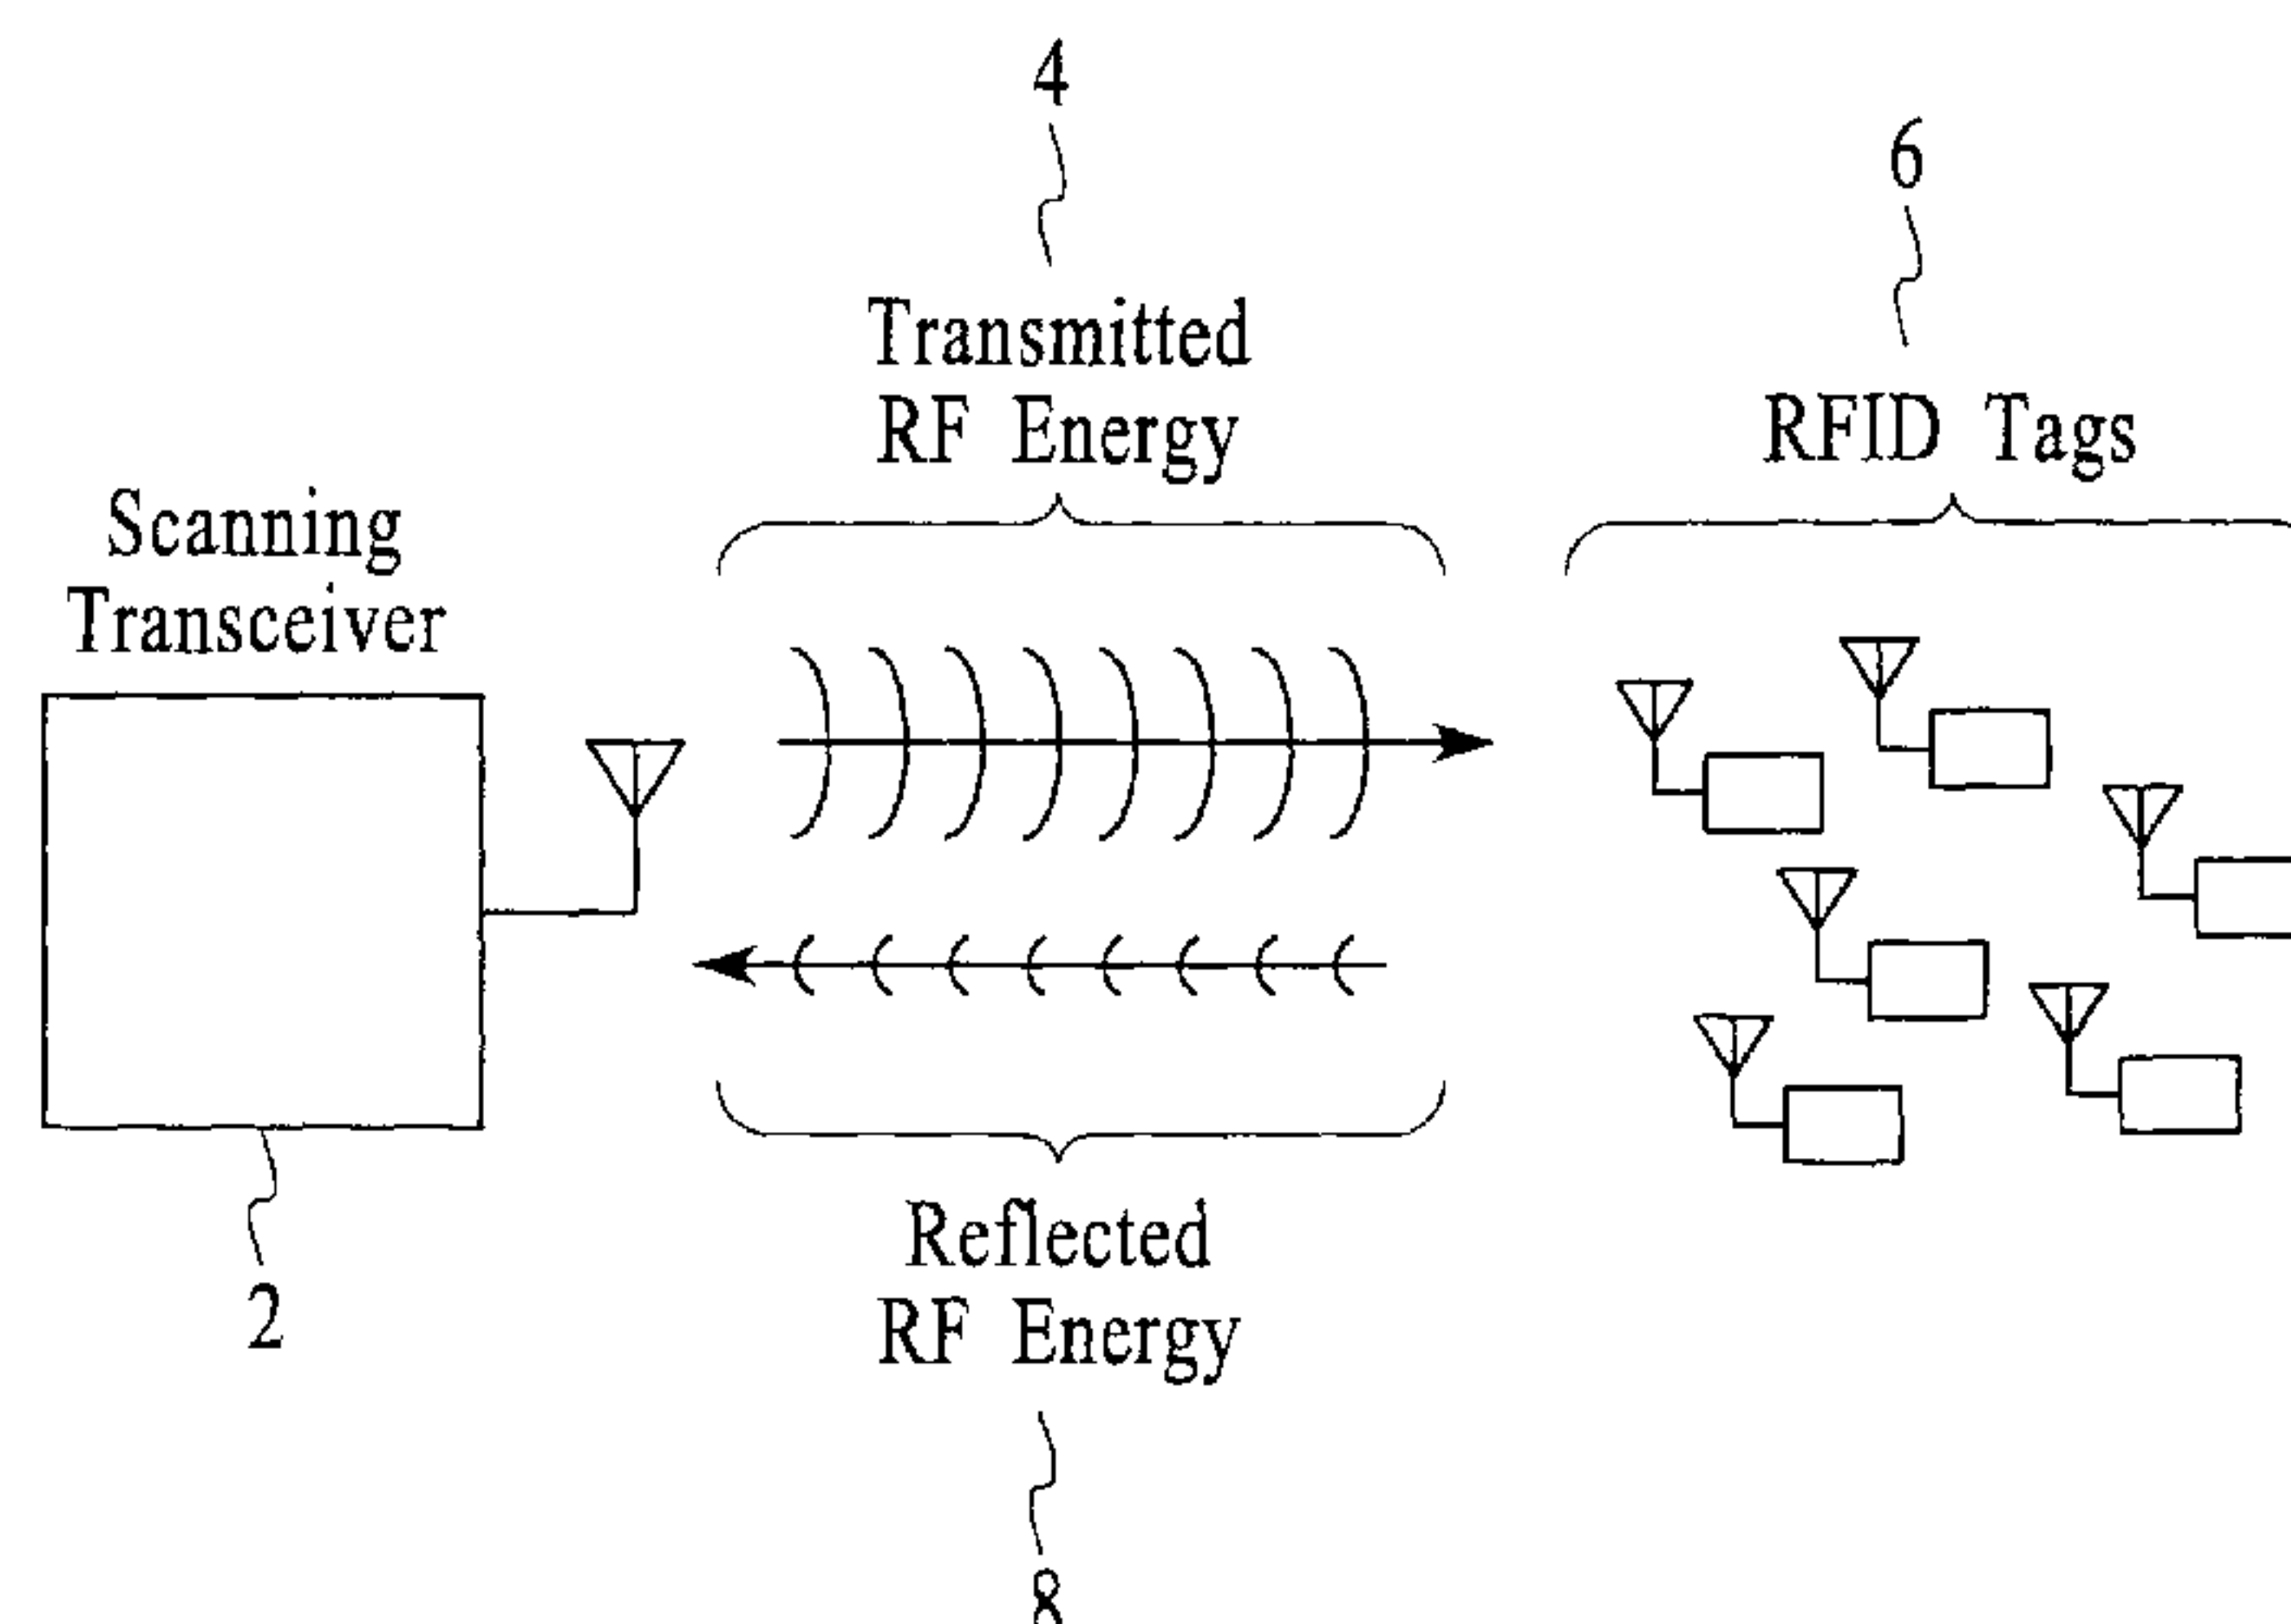 4
6
Transmitted
RF Energy
RFID Tags
Scanning
Transceiver
2
Reflected
RF Energy
8